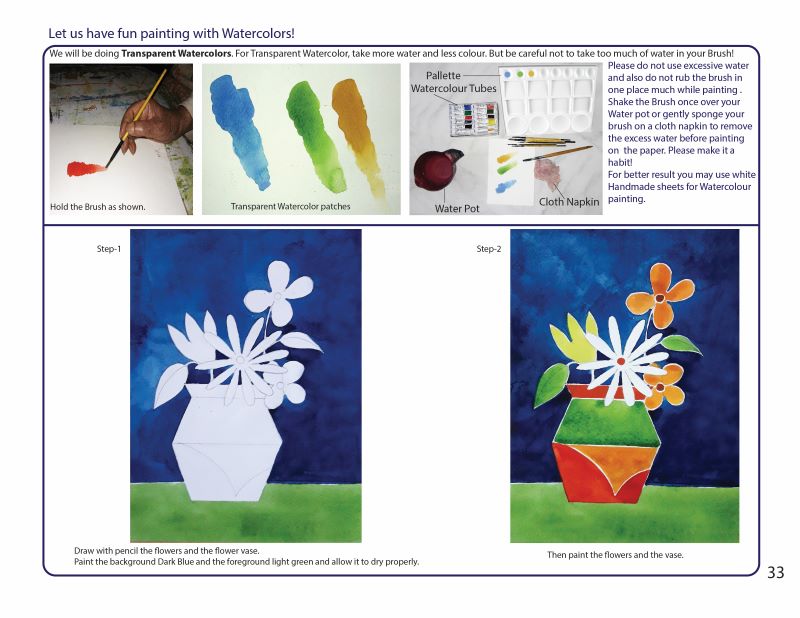 Let us have fun painting with Watercolors!
We will be doing Transparent Watercolors. For Transparent Watercolor, take more water and less colour. But be careful not to take too much of water in your Brush!
Hold the Brush as shown.
Transparent Watercolor patches
Pallette
Watercolour Tubes
Water Pot
Cloth Napkin
Please do not use excessive water
and also do not rub the brush in
one place much while painting .
Shake the Brush once over your
Water pot or gently sponge your
brush on a cloth napkin to remove
the excess water before painting
on the paper. Please make it a
habit!
For better result you may use white
Handmade sheets for Watercolour
painting.
Step-1
Step-2
Draw with pencil the flowers and the flower vase.
Paint the background Dark Blue and the foreground light green and allow it to dry properly.
Then paint the flowers and the vase.
33